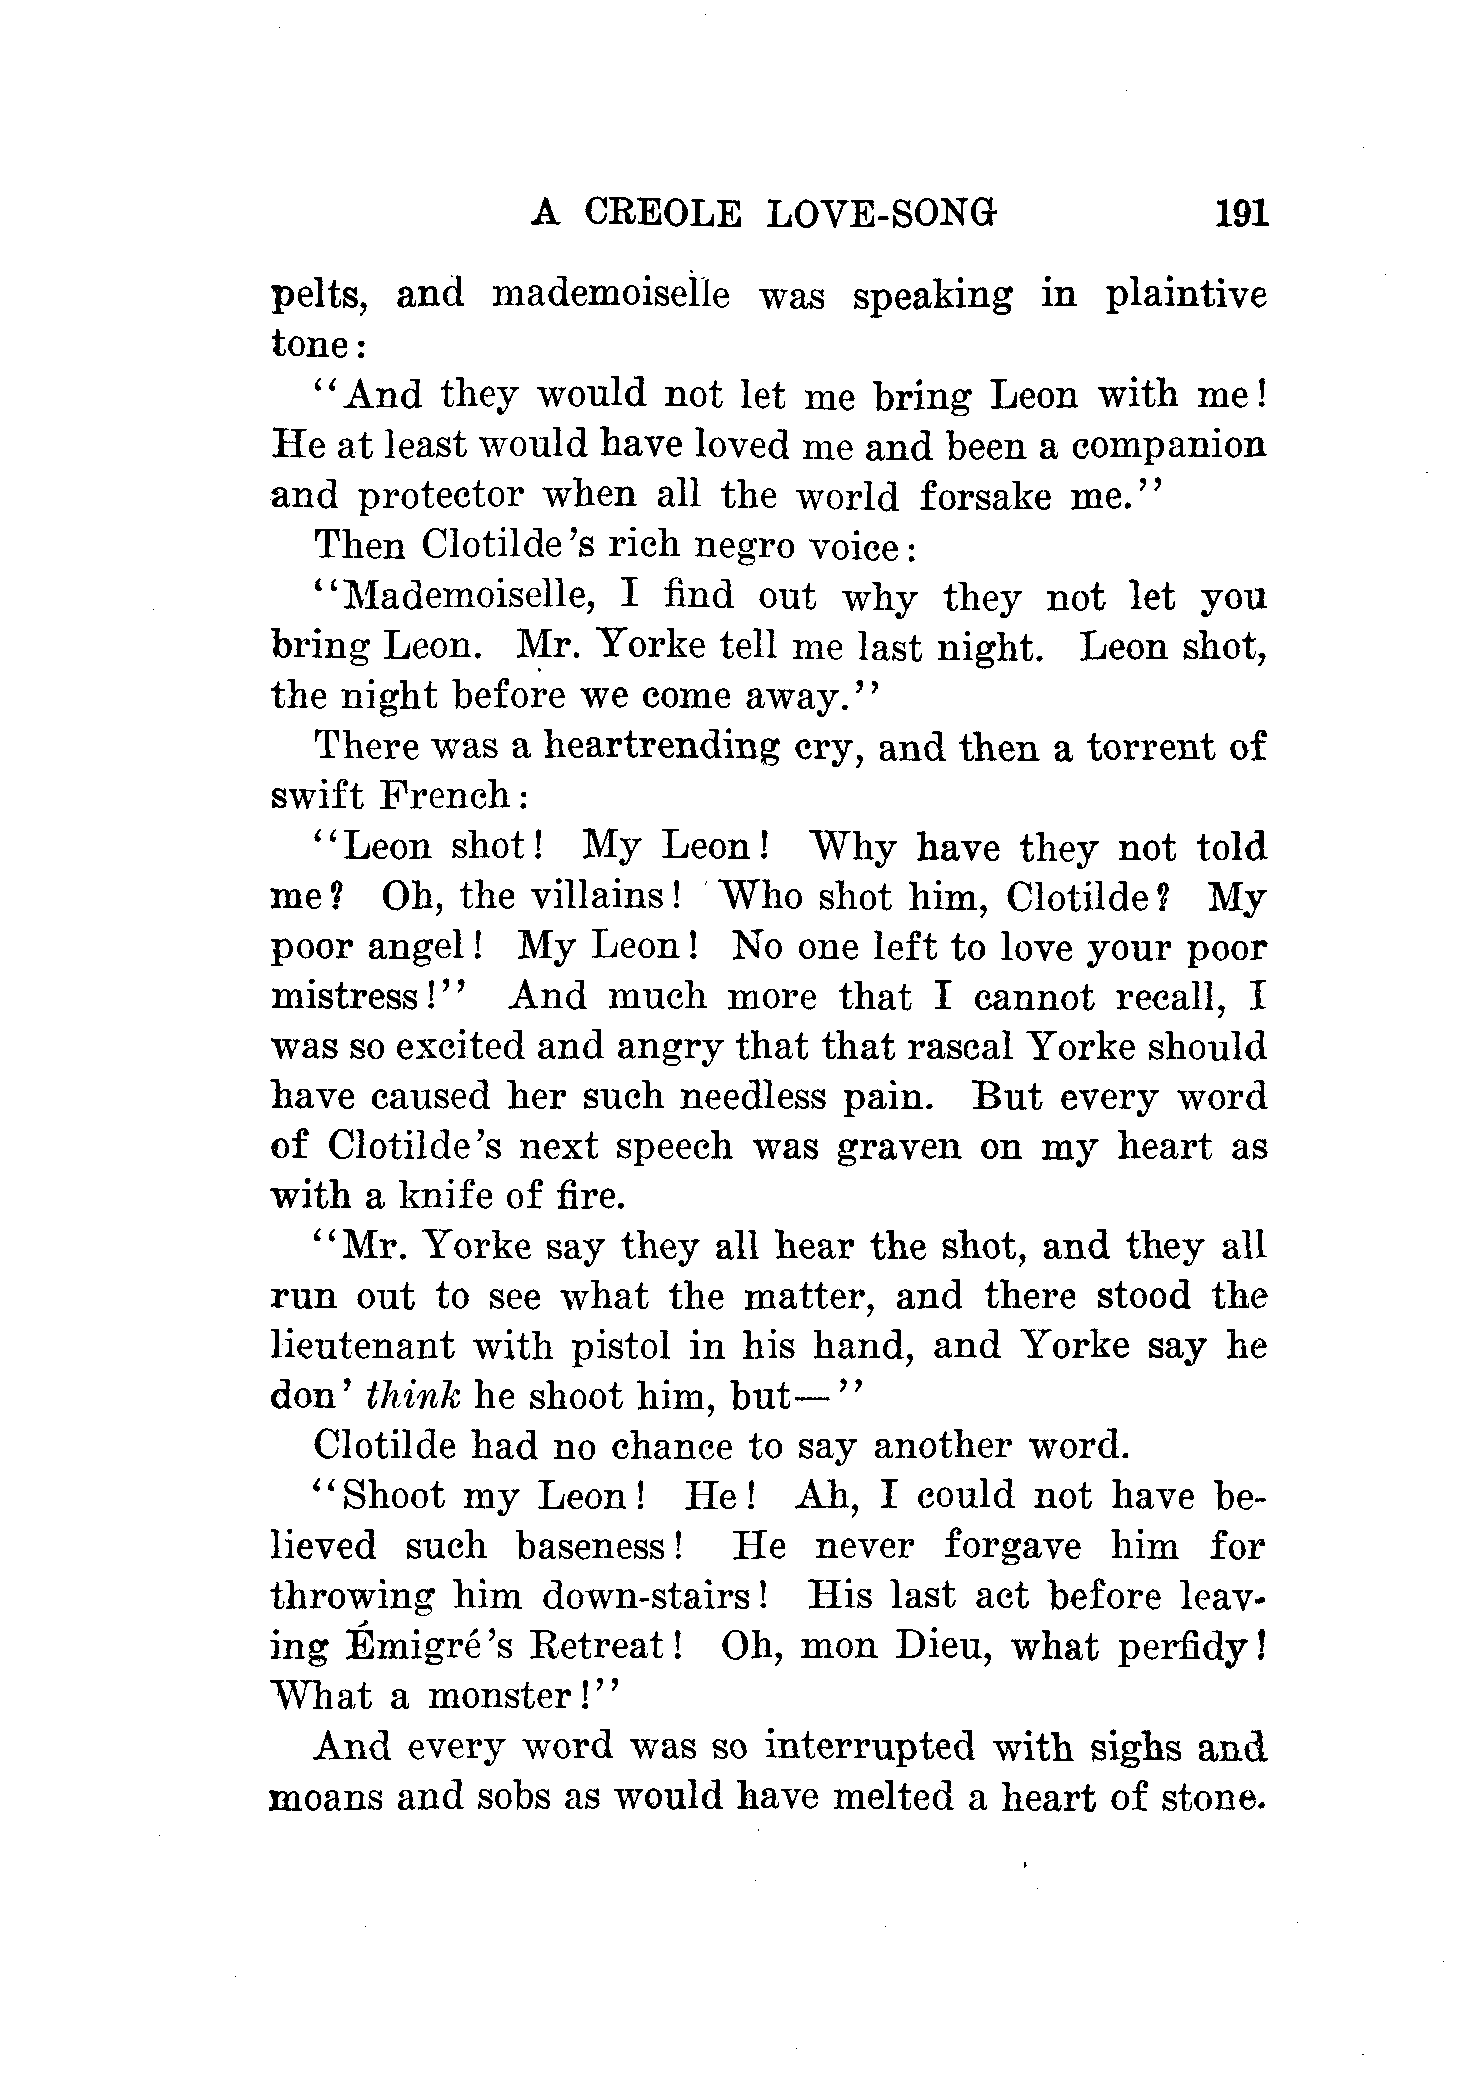 A CREOLE LOVE-SONG 191
pelts, and mademoiselle was speaking in plaintive
tone:
"And they would not let me bring Leon with me!
He at least would have loved me and been a companion
and protector when all the world forsake me."
Then Clotilde's rich negro voice:
"Mademoiselle, I find out why they not let you
bring Leon. Mr. Yorke tell me last night. Leon shot,
the night before we come away."
There was a heartrending cry, and then a torrent of
swift French:
"Leon shot! My Leon! Why have they not told
me? Oh, the villains! Who shot him, Clotilde? My
poor angel! My Leon! No one left to love your poor
mistress!" And much more that I cannot recall, I
was so excited and angry that that rascal Yorke should
have caused her such needless pain. But every word
of Clotilde's next speech was graven on my heart as
with a knife of fire.
"Mr. Yorke say they all hear the shot, and they all
run out to see what the matter, and there stood the
lieutenant with pistol in his hand, and Yorke say he
don' think he shoot him, but—"
Clotilde had no chance to say another word.
"Shoot my Leon! He! Ah, I could not have be-
lieved such baseness! He never forgave him for
throwing him down-stairs! His last act before leav-
ing Émigré's Retreat! Oh, mon Dieu, what perfidy!
What a monster!"
And every word was so interrupted with sighs and
moans and sobs as would have melted a heart of stone.